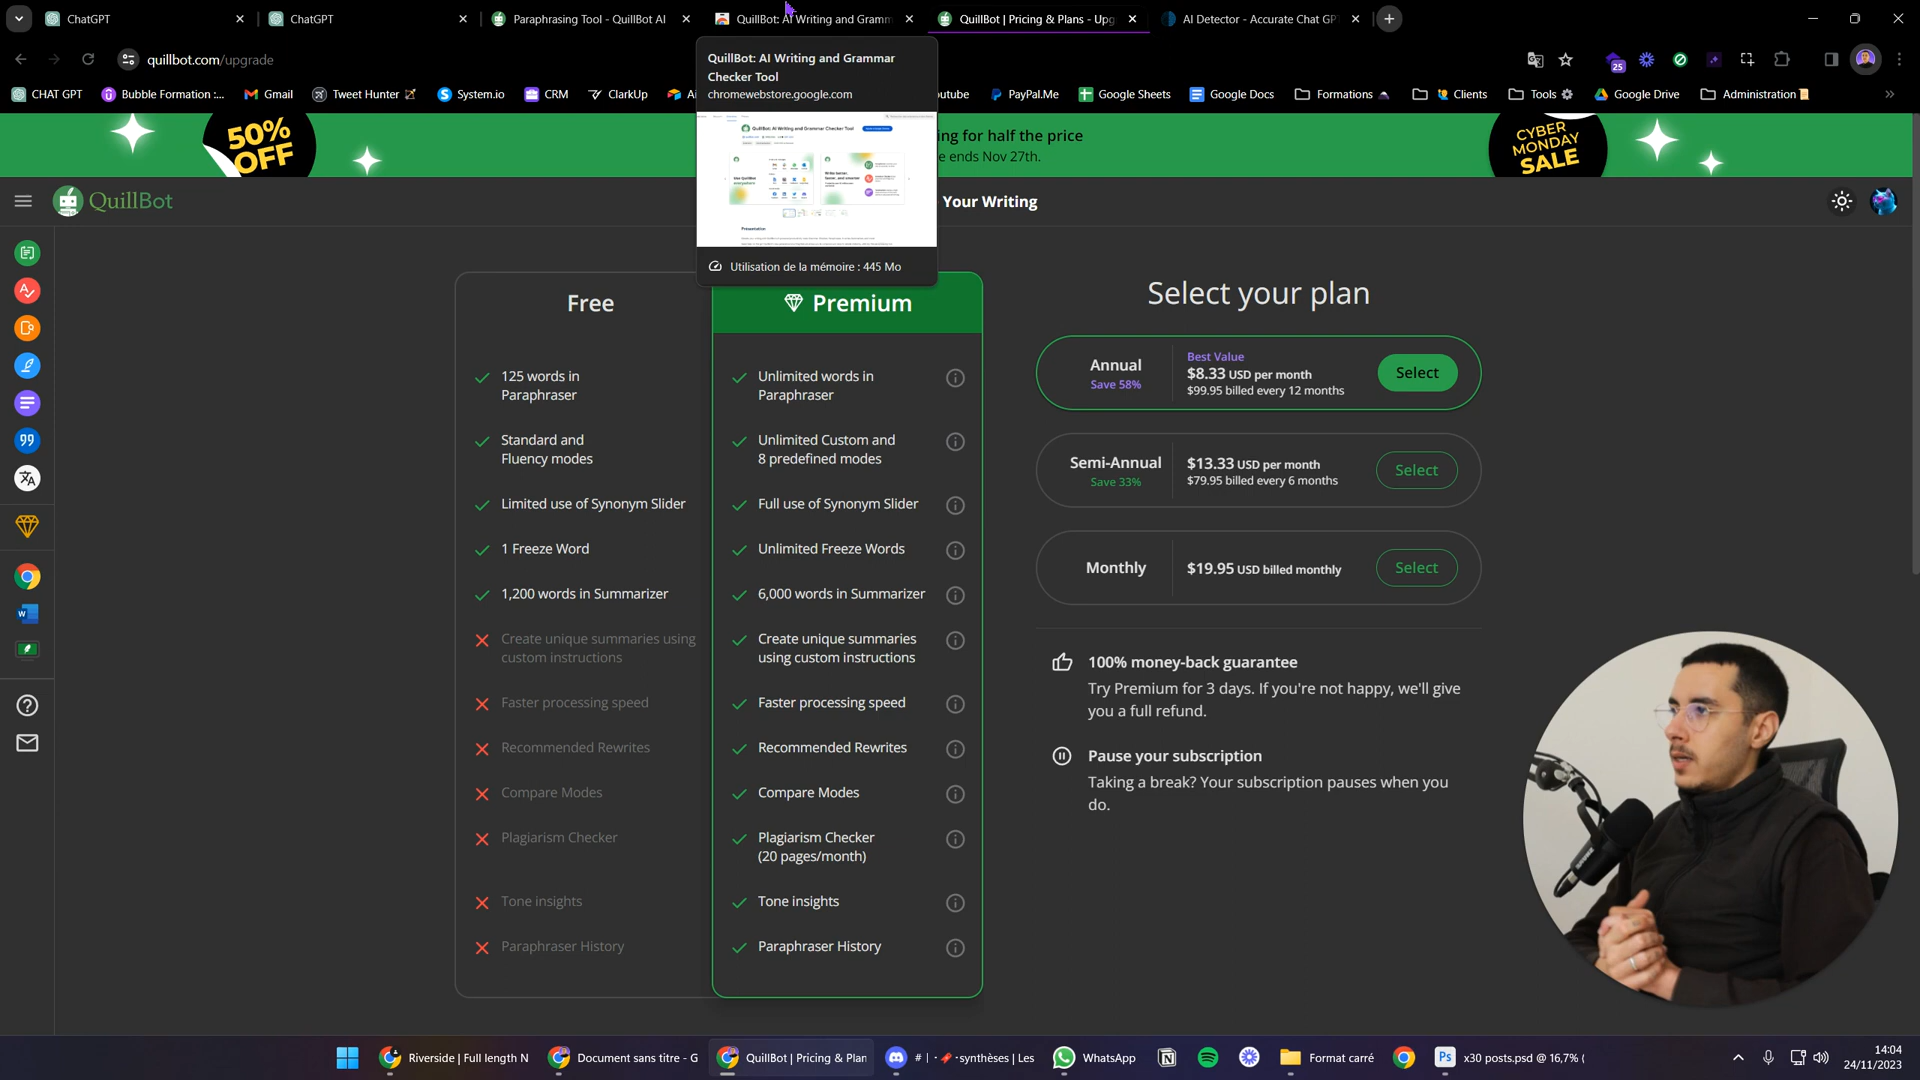 ChatGPT
ChatGPT
Paraphrasing Tool - QuillBot AI
QuillBot: AI Writing and Gramm
QuillBot | Pricing & Plans - Upg
AI Detector - Accurate Chat GP
quillbot.com/upgrade
25
CHAT GPT
Bubble Formation :...
Gmail
Tweet Hunter
System.io
CRM
ClarkUp
utube
PayPal.Me
Google Sheets
Google Docs
Formations
Clients
Tools
Google Drive
Administration
QuillBot: AI Writing and Grammar
Checker Tool
chromewebstore.google.com
QuillBot: AI Writing and Grammar Checker Tool
Utilisation de la mémoire : 445 Mo
50%
OFF
ing for half the price
e ends Nov 27th.
CYBER
MONDAY
SALE
QuillBot
Your Writing
Free
125 words in
Paraphraser
Standard and
Fluency modes
Limited use of Synonym Slider
1 Freeze Word
1,200 words in Summarizer
Create unique summaries using
custom instructions
Faster processing speed
Recommended Rewrites
Compare Modes
Plagiarism Checker
Tone insights
Paraphraser History
Premium
Unlimited words in
Paraphraser
Unlimited Custom and
8 predefined modes
Full use of Synonym Slider
Unlimited Freeze Words
6,000 words in Summarizer
Create unique summaries
using custom instructions
Faster processing speed
Recommended Rewrites
Compare Modes
Plagiarism Checker
(20 pages/month)
Tone insights
Paraphraser History
Select your plan
Annual
Save 58%
Best Value
$8.33 USD per month
$99.95 billed every 12 months
Select
Semi-Annual
Save 33%
$13.33 USD per month
$79.95 billed every 6 months
Select
Monthly
$19.95 USD billed monthly
Select
100% money-back guarantee
Try Premium for 3 days. If you're not happy, we'll give
you a full refund.
Pause your subscription
Taking a break? Your subscription pauses when you
do.
Riverside | Full length N
Document sans titre - G
QuillBot | Pricing & Plan
# | ・synthèses | Les
WhatsApp
Format carré
x30 posts.psd @ 16,7% (
14:04
24/11/2023